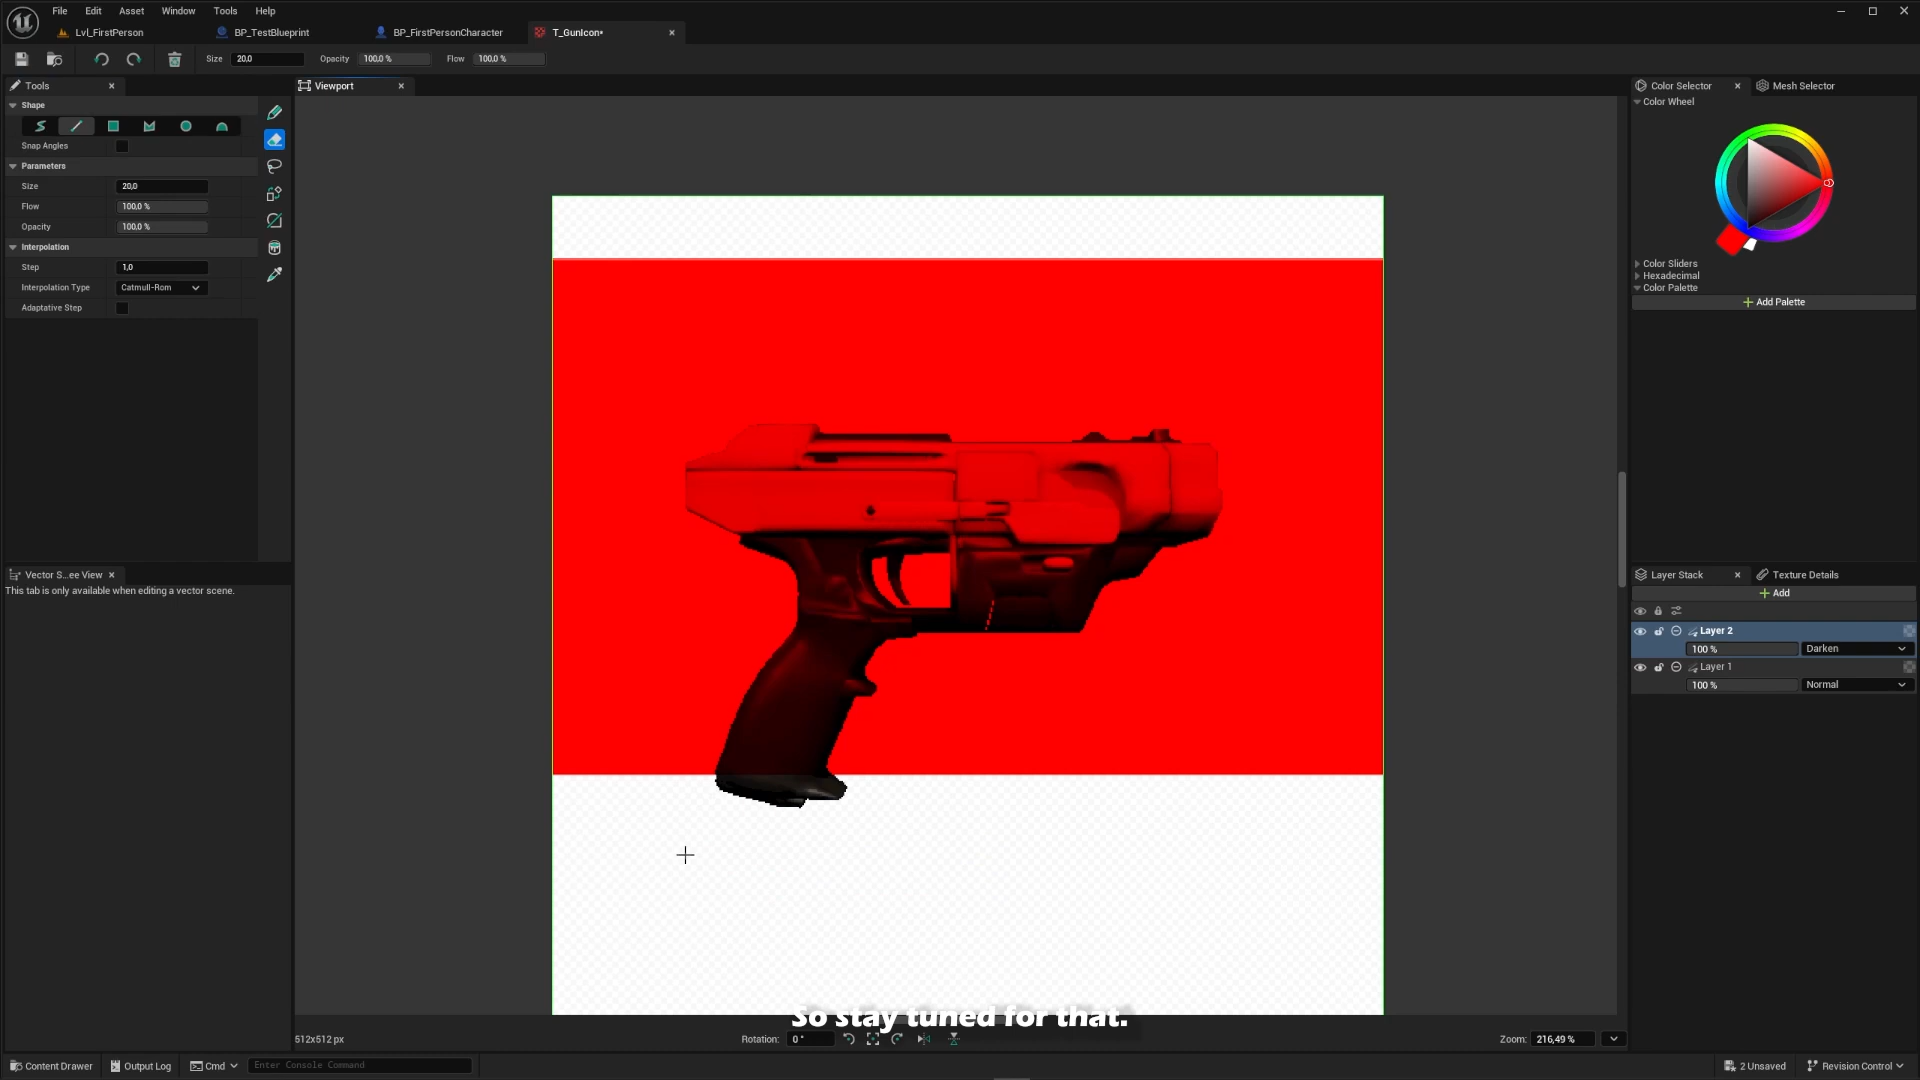 File Edit Asset Window Tools Help
Lvl_FirstPerson BP_TestBlueprint BP_FirstPersonCharacter T_GunIcon•
Size 20,0 Opacity 100,0 % Flow 100,0 %
Tools
Shape
Snap Angles
Parameters
Size 20,0
Flow 100,0 %
Opacity 100,0 %
Interpolation
Step 1,0
Interpolation Type Catmull-Rom
Adaptative Step
Vector S...ee View
This tab is only available when editing a vector scene.
Viewport
So stay tuned for that.
512x512 px Rotation: 0 ° Zoom: 216,49 %
Color Selector Mesh Selector
Color Wheel
Color Sliders
Hexadecimal
Color Palette
Add Palette
Layer Stack Texture Details
Add
Layer 2
100 % Darken
Layer 1
100 % Normal
Content Drawer Output Log Cmd Enter Console Command 2 Unsaved Revision Control